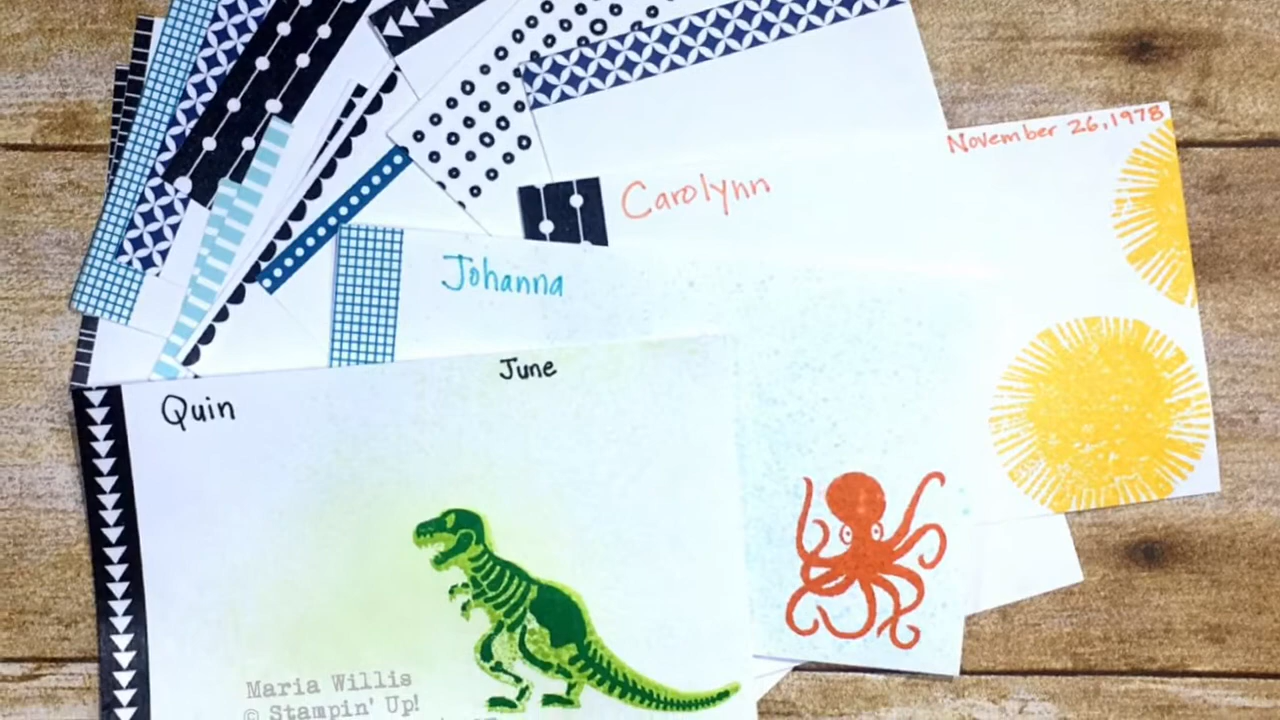 November 26, 1978
Carolynn
Johanna
June
Quin
Maria Willis
© Stampin' Up!